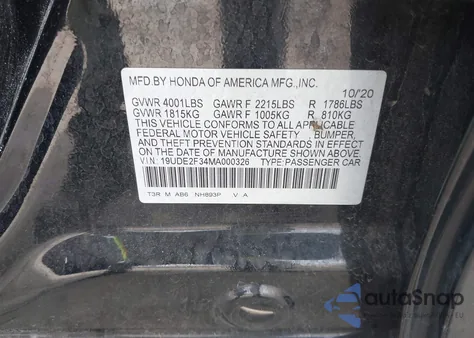 MFD.BY HONDA OF AMERICA MFG.,INC. 10/20
GVWR 4001LBS GAWR F 2215LBS R 1786LBS
GVWR 1815KG GAWR F 1005KG R 810KG
THIS VEHICLE CONFORMS TO ALL APPLICABLE
FEDERAL MOTOR VEHICLE SAFETY , BUMPER,
AND THEFT PREVENTION STANDARDS IN EFFECT
ON THE DATE OF MANUFACTURE SHOWN ABOVE.
VIN: 19UDE2F34MA000326 TYPE:PASSENGER CAR
T3R M AB6 NH893P V A
autoSnap